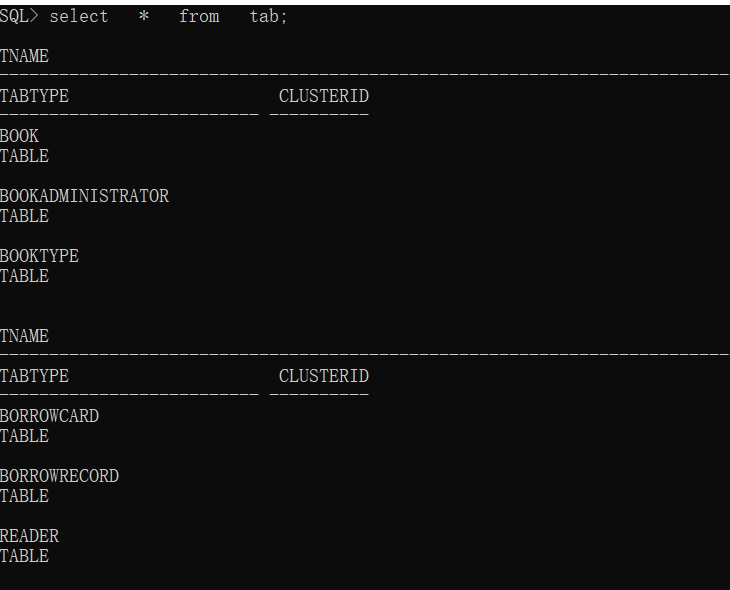 SQL> select * from tab;
TNAME
--------------------------------------------------------------------------------
TABTYPE CLUSTERID
-------------------------- ----------
BOOK
TABLE
BOOKADMINISTRATOR
TABLE
BOOKTYPE
TABLE
TNAME
--------------------------------------------------------------------------------
TABTYPE CLUSTERID
-------------------------- ----------
BORROWCARD
TABLE
BORROWRECORD
TABLE
READER
TABLE